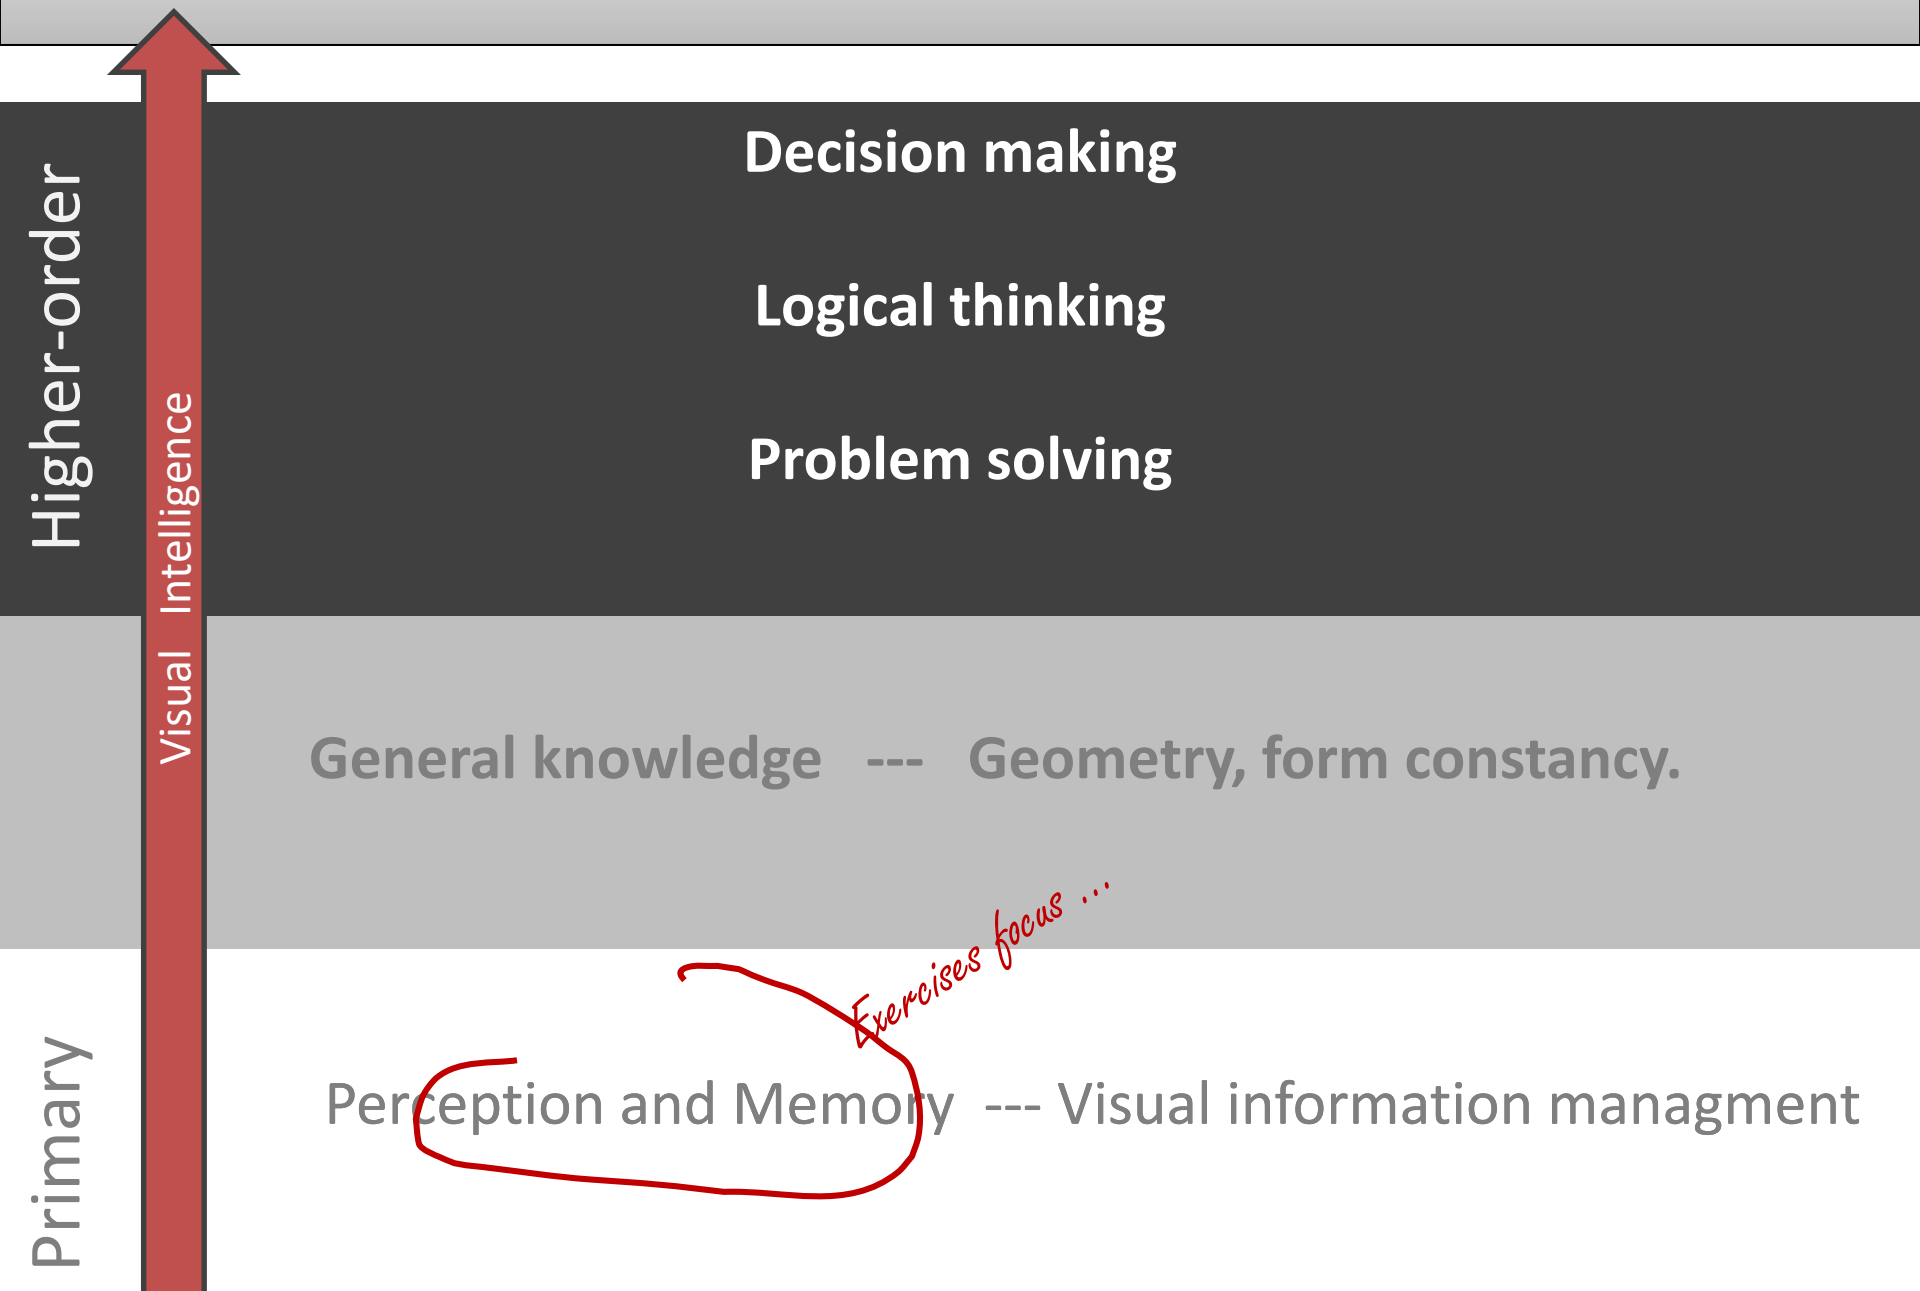 Higher-order
Visual Intelligence
Decision making
Logical thinking
Problem solving
General knowledge --- Geometry, form constancy.
Exercises focus ...
Primary
Perception and Memory --- Visual information managment